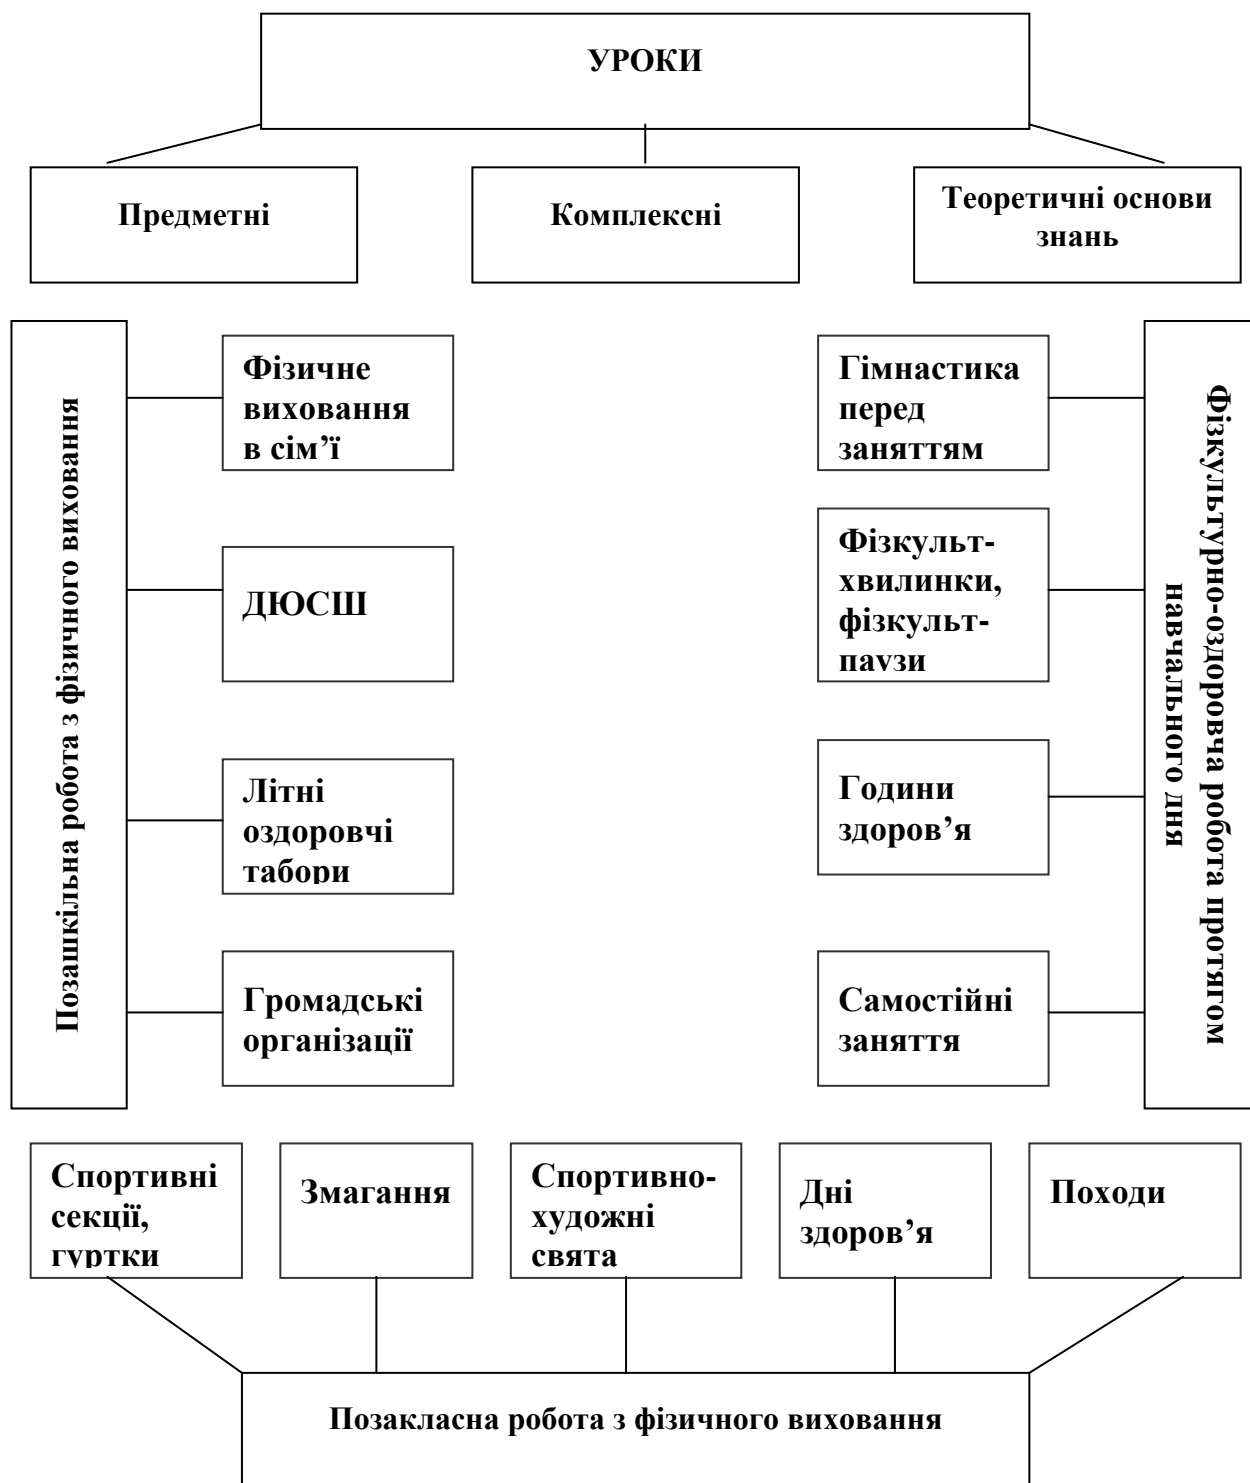 УРОКИ
Предметні
Комплексні
Теоретичні основи
знань
Позашкільна робота з фізичного виховання
Фізичне
виховання
в сім’ї
ДЮСШ
Літні
оздоровчі
табори
Громадські
організації
Гімнастика
перед
заняттям
Фізкульт-
хвилинки,
фізкульт-
паузи
Години
здоров’я
Самостійні
заняття
Фізкультурно-оздоровча робота протягом
навчального дня
Спортивні
секції,
гуртки
Змагання
Спортивно-
художні
свята
Дні
здоров’я
Походи
Позакласна робота з фізичного виховання